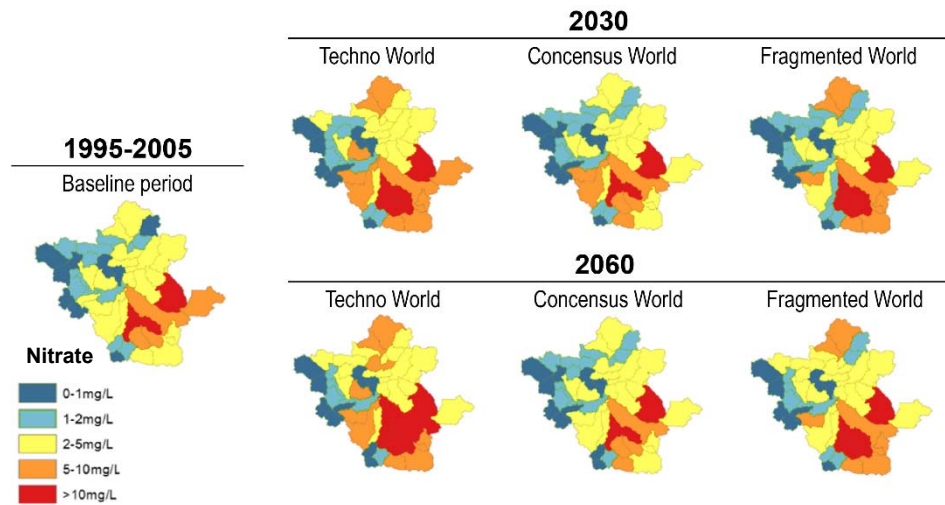 2030
Techno World
Concensus World
Fragmented World
1995-2005
Baseline period
2060
Techno World
Concensus World
Fragmented World
Nitrate
0-1mg/L
1-2mg/L
2-5mg/L
5-10mg/L
>10mg/L